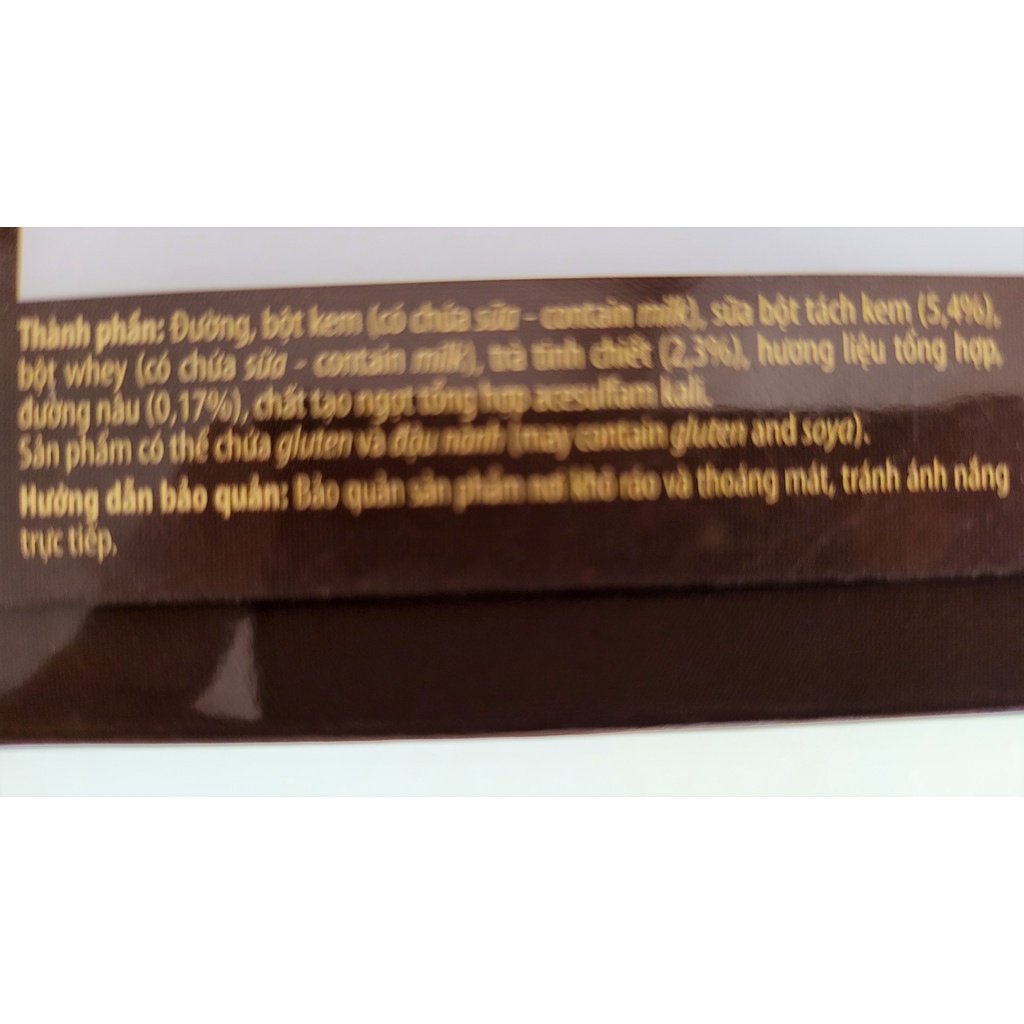 Thành phần: Đường, bột kem (có chứa sữa - contain milk), sữa bột tách kem (5,4%),
bột whey (có chứa sữa - contain milk), trà tinh chiết (2,3%), hương liệu tổng hợp,
đường nâu (0,17%), chất tạo ngọt tổng hợp acesulfam kali.
Sản phẩm có thể chứa gluten và đậu nành (may contain gluten and soya).
Hướng dẫn bảo quản: Bảo quản sản phẩm nơi khô ráo và thoáng mát, tránh ánh nắng
trực tiếp.